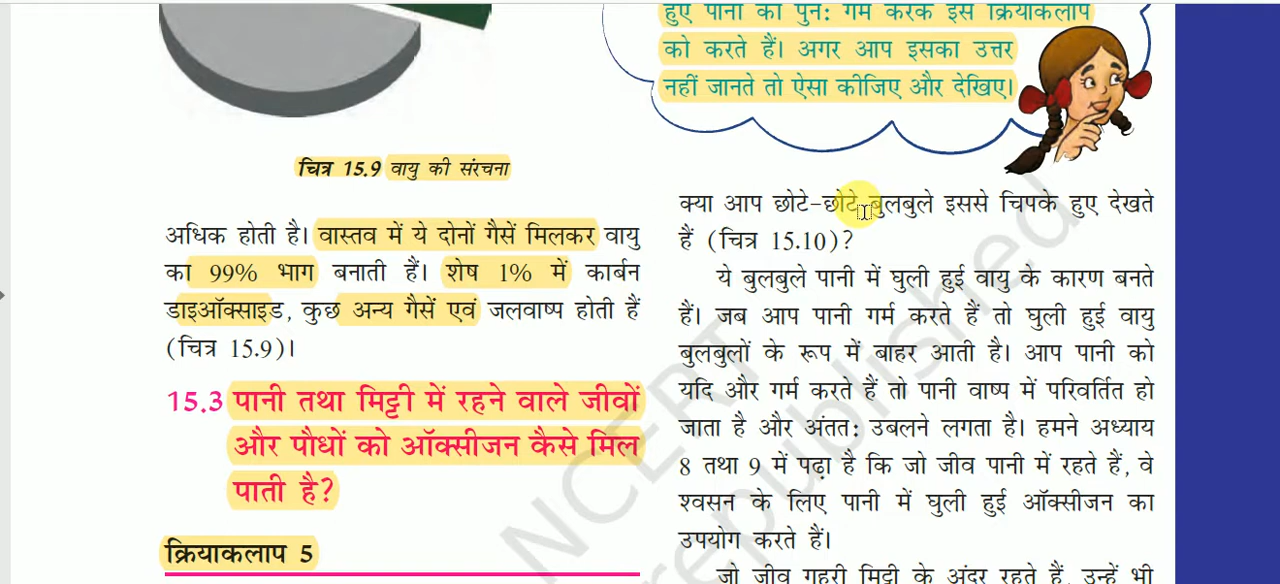 चित्र 15.9 वायु की संरचना
अधिक होती है। वास्तव में ये दोनों गैसें मिलकर वायु
का 99% भाग बनाती हैं। शेष 1% में कार्बन
डाइऑक्साइड, कुछ अन्य गैसें एवं जलवाष्प होती हैं
(चित्र 15.9)।
15.3 पानी तथा मिट्टी में रहने वाले जीवों
और पौधों को ऑक्सीजन कैसे मिल
पाती है?
क्रियाकलाप 5
हुए पानी को पुन: गर्म करके इस क्रियाकलाप
को करते हैं। अगर आप इसका उत्तर
नहीं जानते तो ऐसा कीजिए और देखिए।
क्या आप छोटे-छोटे बुलबुले इससे चिपके हुए देखते
हैं (चित्र 15.10)?
ये बुलबुले पानी में घुली हुई वायु के कारण बनते
हैं। जब आप पानी गर्म करते हैं तो घुली हुई वायु
बुलबुलों के रूप में बाहर आती है। आप पानी को
यदि और गर्म करते हैं तो पानी वाष्प में परिवर्तित हो
जाता है और अंतत: उबलने लगता है। हमने अध्याय
8 तथा 9 में पढ़ा है कि जो जीव पानी में रहते हैं, वे
श्वसन के लिए पानी में घुली हुई ऑक्सीजन का
उपयोग करते हैं।
जो जीव गहरी मिट्टी के अंदर रहते हैं, उन्हें भी
NCERT
republished